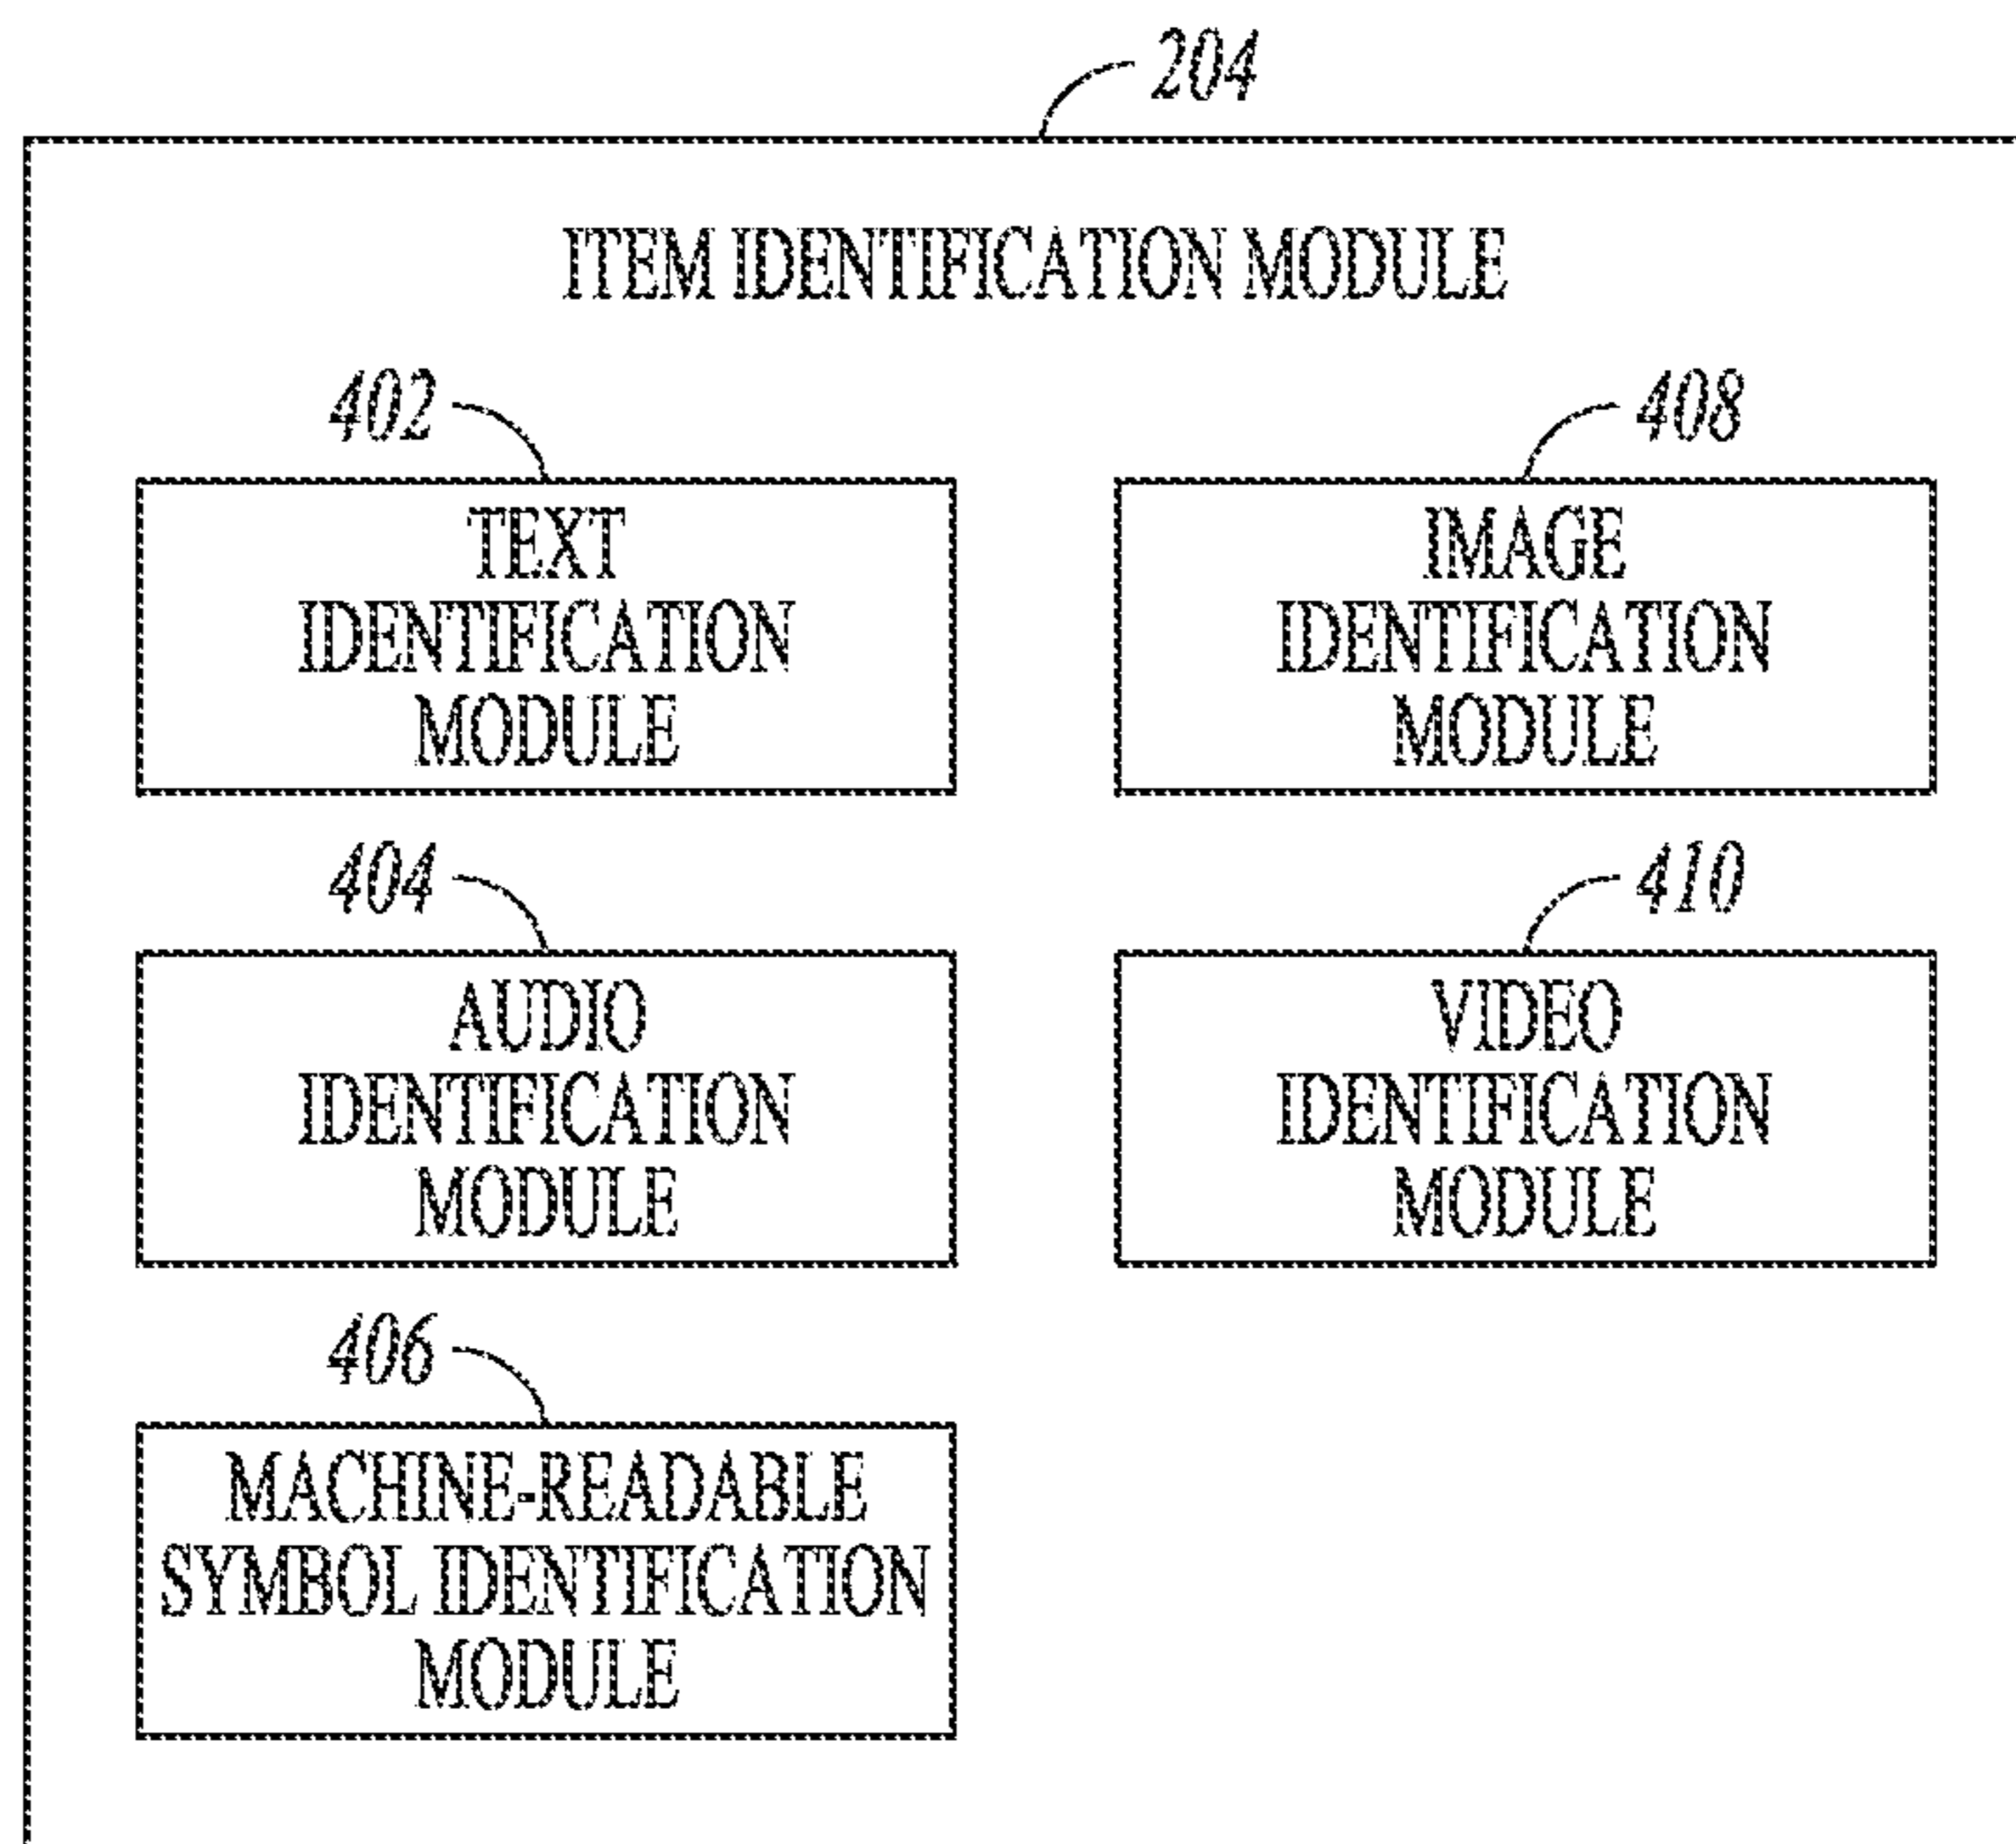 204
ITEM IDENTIFICATION MODULE
402
TEXT
IDENTIFICATION
MODULE
408
IMAGE
IDENTIFICATION
MODULE
404
AUDIO
IDENTIFICATION
MODULE
410
VIDEO
IDENTIFICATION
MODULE
406
MACHINE-READABLE
SYMBOL IDENTIFICATION
MODULE